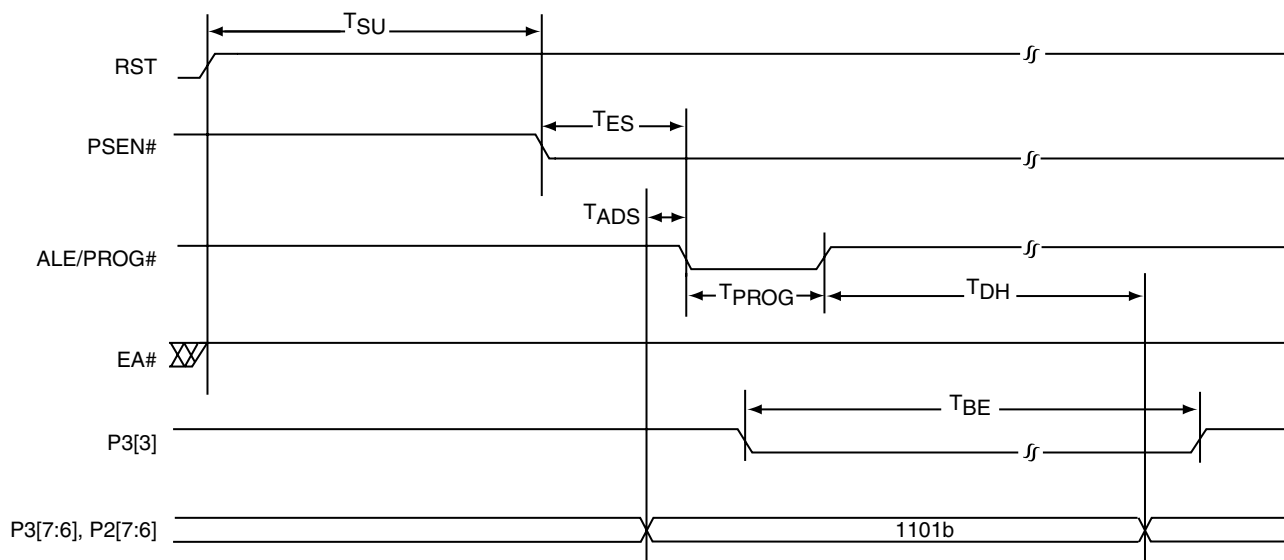 TSU
RST
TES
PSEN#
TADS
ALE/PROG#
TPROG
TDH
EA#
TBE
P3[3]
P3[7:6], P2[7:6]
1101b